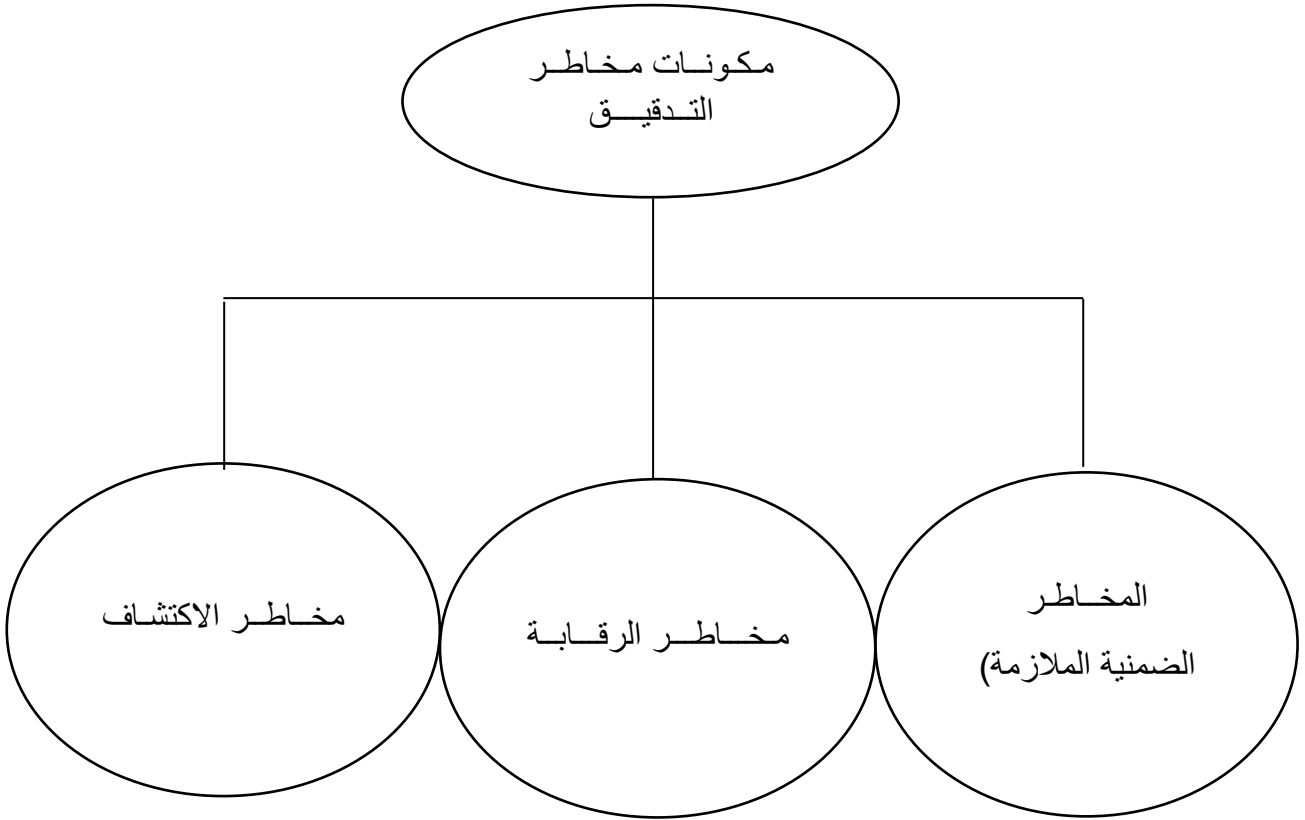 مكونات مخاطر
التدقيق
المخاطر
الضمنية الملازمة)
مخاطر الرقابة
مخاطر الاكتشاف